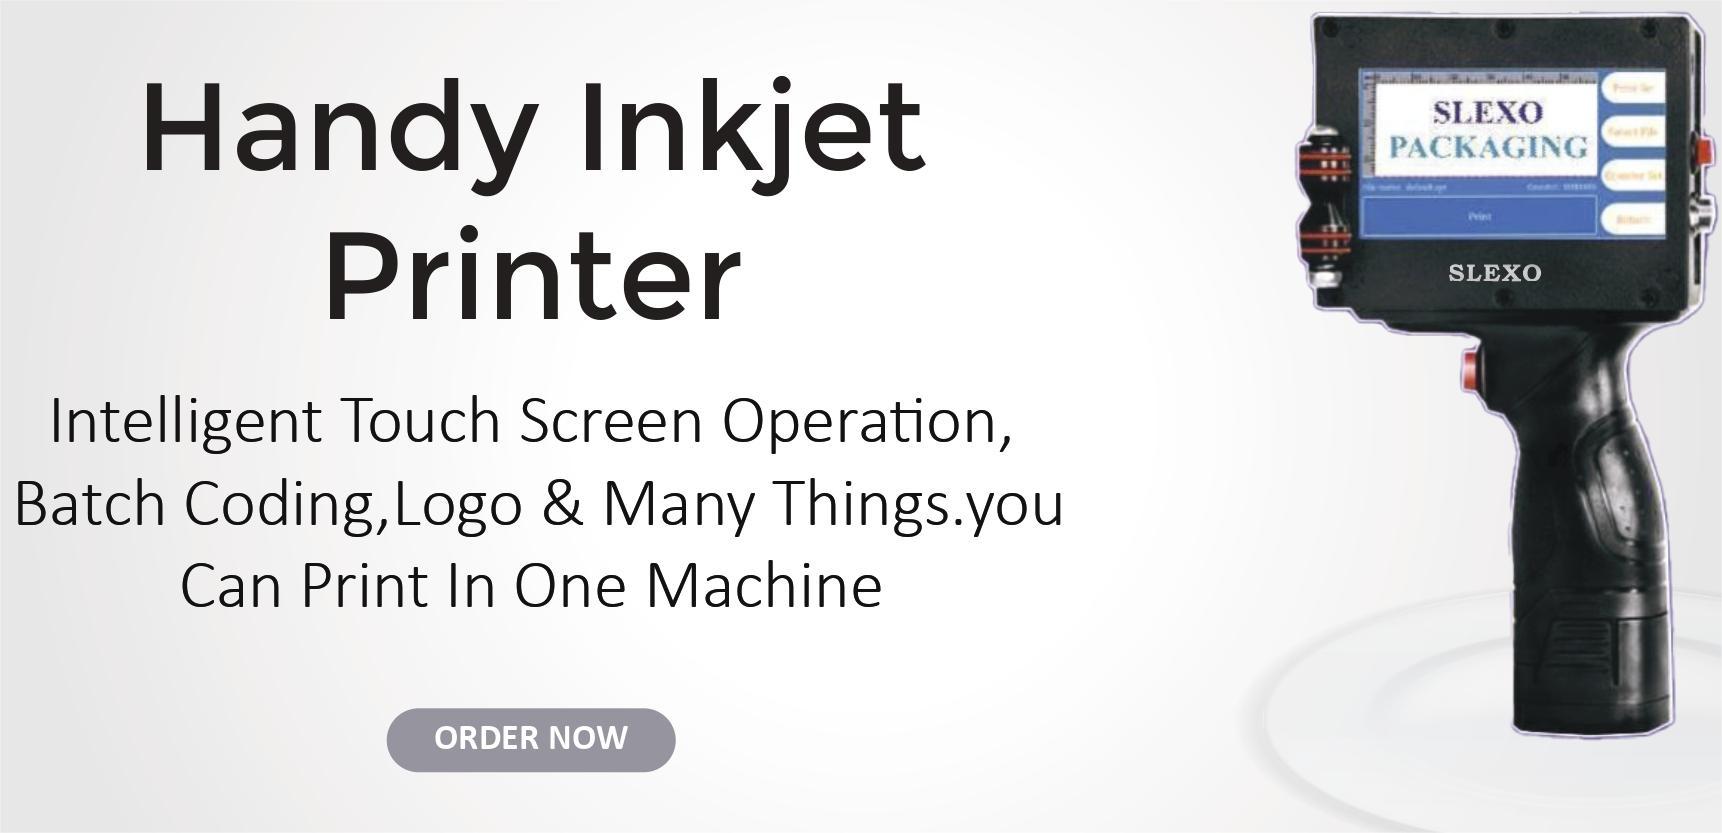 Handy Inkjet
Printer
Intelligent Touch Screen Operation,
Batch Coding,Logo & Many Things.you
Can Print In One Machine
ORDER NOW
SLEXO
PACKAGING
Print
SLEXO